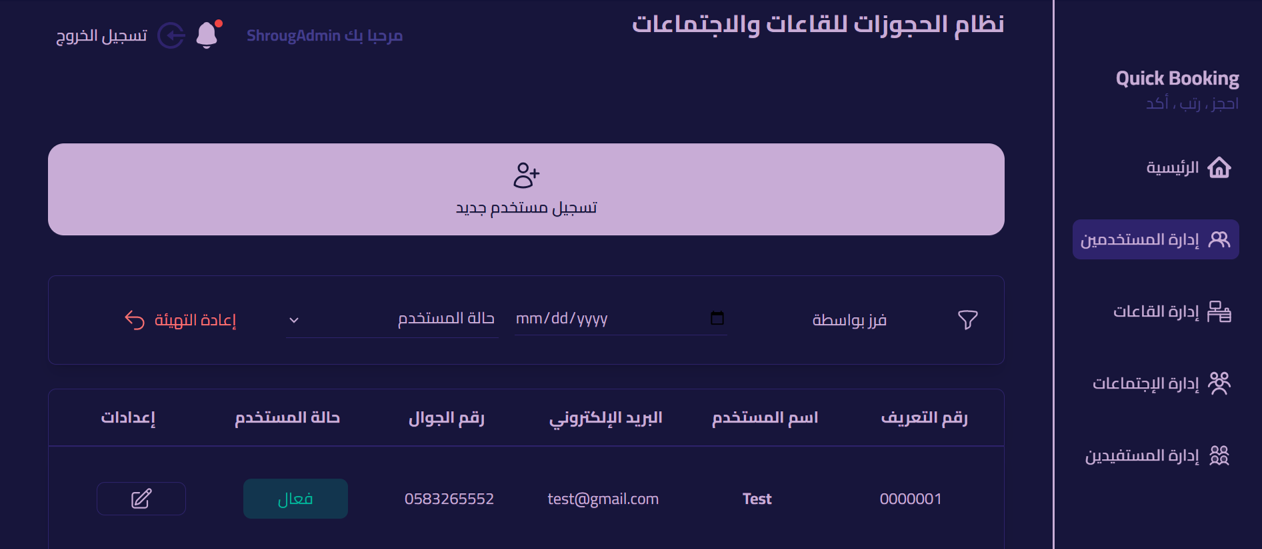 نظام الحجوزات للقاعات والاجتماعات
مرحبا بك ShrougAdmin
تسجيل الخروج
Quick Booking
احجز ، رتب ، أكد
الرئيسية
إدارة المستخدمين
إدارة القاعات
إدارة الإجتماعات
إدارة المستفيدين
تسجيل مستخدم جديد
فرز بواسطة mm/dd/yyyy حالة المستخدم إعادة التهيئة
رقم التعريف اسم المستخدم البريد الإلكتروني رقم الجوال حالة المستخدم إعدادات
0000001 Test test@gmail.com 0583265552 فعال